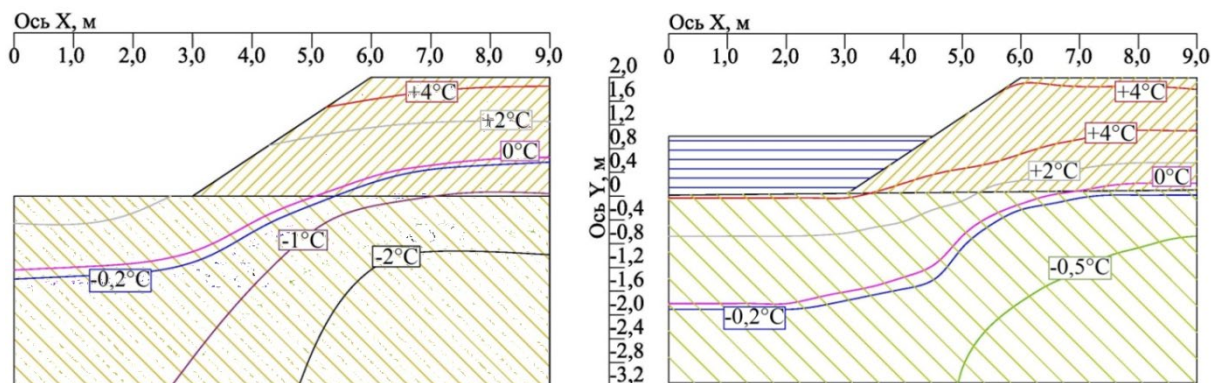 Ось X, м
0 1,0 2,0 3,0 4,0 5,0 6,0 7,0 8,0 9,0
+4°C
+2°C
0°C
-1°C
-2°C
-0,2°C
Ось Y, м
2,0
1,6
0,8
0,4
0
-0,4
-0,8
-1,2
-1,6
-2,0
-2,4
-2,8
-3,2
Ось X, м
0 1,0 2,0 3,0 4,0 5,0 6,0 7,0 8,0 9,0
+4°C
+4°C
+2°C
0°C
-0,5°C
-0,2°C